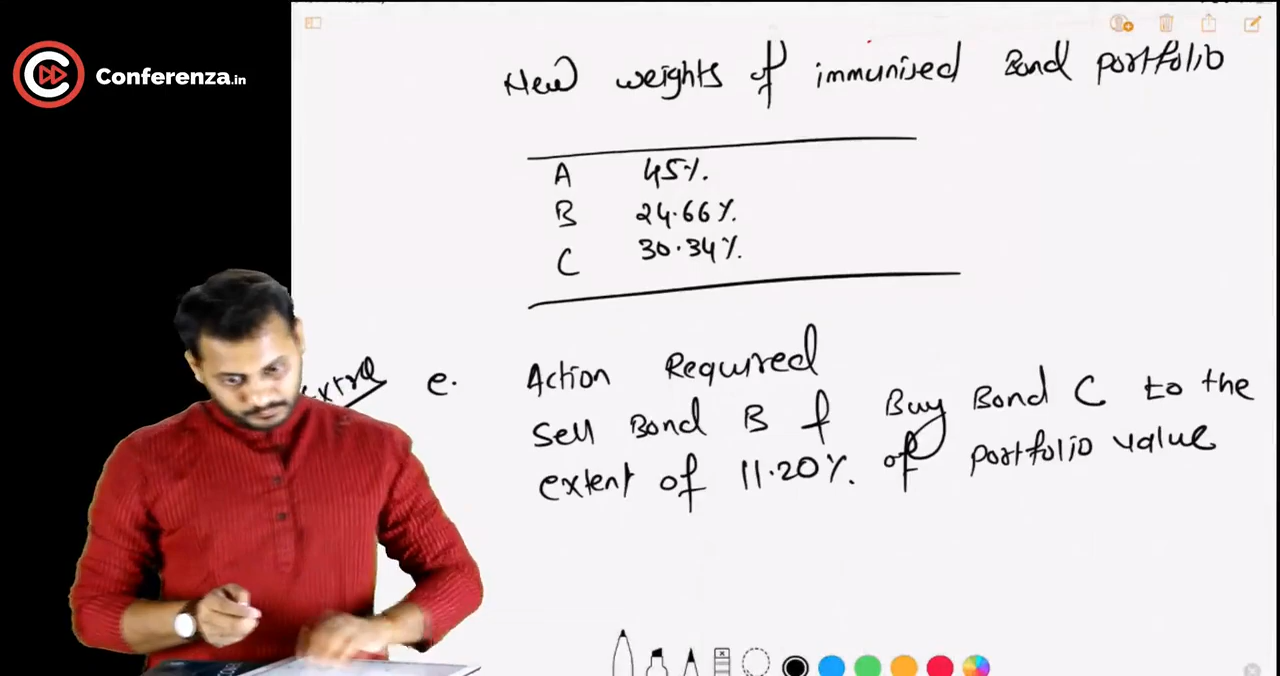 Conferenza.in
New weights of immunised Bond portfolio
A 45%.
B 24.66%.
C 30.34%.
Extra e. Action Required
Sell Bond B & Buy Bond C to the
extent of 11.20%. of portfolio value